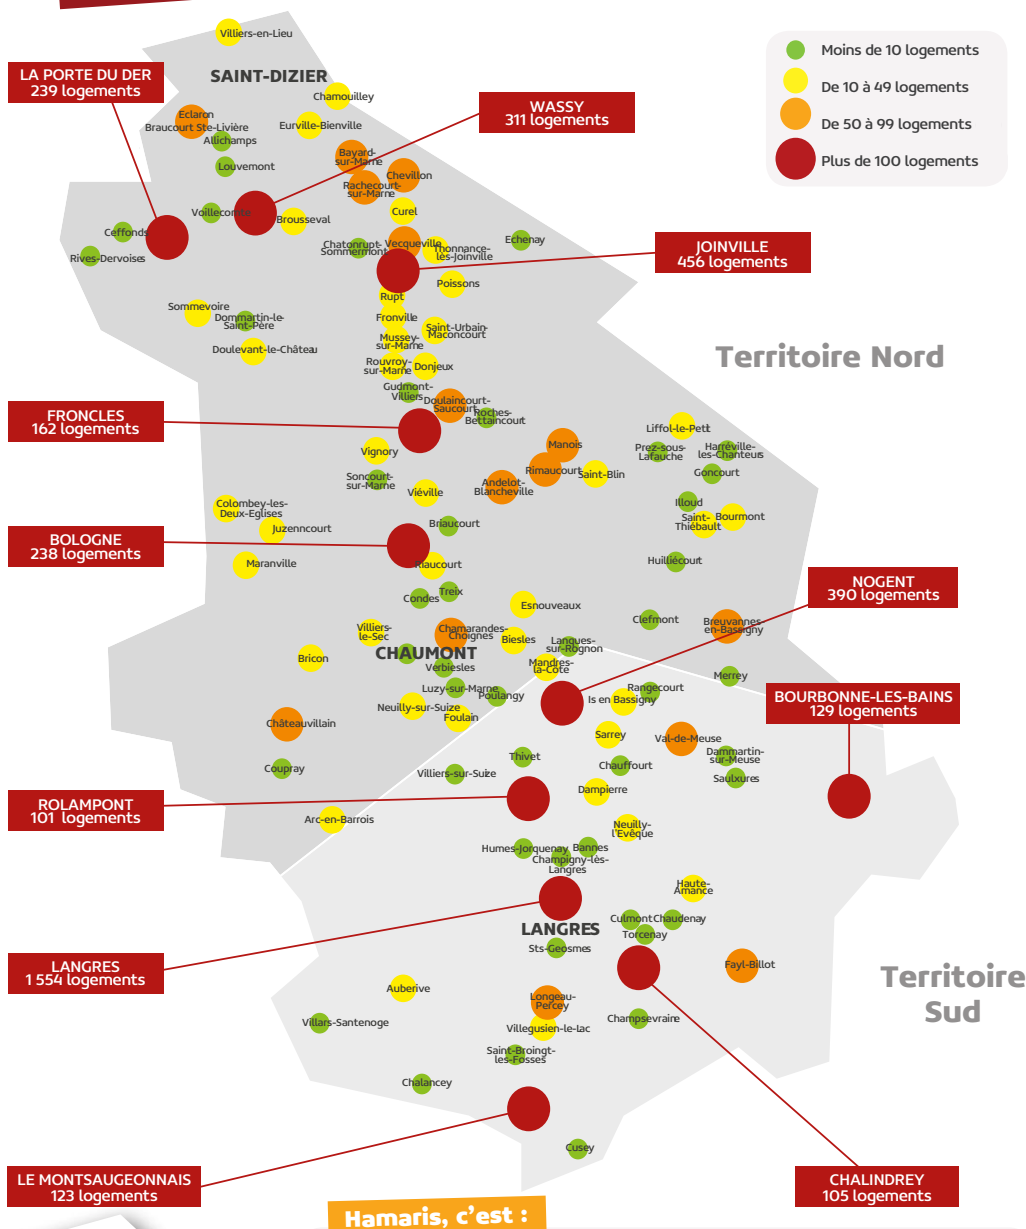 Villiers-en-Lieu
Moins de 10 logements
De 10 à 49 logements
De 50 à 99 logements
Plus de 100 logements
LA PORTE DU DER
239 logements
SAINT-DIZIER
Chamouilley
WASSY
311 logements
Eclaron
Braucourt Ste-Livière
Allichamps
Eurville-Bienville
Louvemont
Bayard-
sur-Marne
Chevillon
Rachecourt-
sur-Marne
Voillecomte
Brousseval
Curel
Ceffonds
Rives-Dervoises
Chatonrupt-
Sommermont
Vecqueville
Thonnance-
lès-Joinville
Echenay
JOINVILLE
456 logements
Poissons
Rupt
Sommevoire
Dommartin-le-
Saint-Père
Fronville
Saint-Urbain-
Maconcourt
Mussey-
sur-Marne
Doulevant-le-Château
Rouvroy-
sur-Marne
Donjeux
Territoire Nord
Gudmont-
Villiers
Doulaincourt-
Saucourt
Roches-
Bettaincourt
FRONCLES
162 logements
Liffol-le-Petit
Vignory
Manois
Prez-sous-
Lafauche
Harréville-
les-Chanteurs
Soncourt-
sur-Marne
Rimaucourt
Saint-Blin
Goncourt
Andelot-
Blancheville
Viéville
Colombey-les-
Deux-Eglises
Illoud
Saint-
Thiébault
Bourmont
Juzenncourt
Briaucourt
BOLOGNE
238 logements
Maranville
Riaucourt
Huilliécourt
NOGENT
390 logements
Condes
Treix
Esnouveaux
Clefmont
Breuvannes-
en-Bassigny
Villiers-
le-Sec
Chamarandes-
Choignes
Biesles
Lanques-
sur-Rognon
CHAUMONT
Bricon
Verbiesles
Mandres-
la-Côte
Merrey
Luzy-sur-Marne
Poulangy
Rangecourt
Is en Bassigny
BOURBONNE-LES-BAINS
129 logements
Neuilly-sur-Suize
Foulain
Châteauvillain
Sarrey
Val-de-Meuse
Dammartin-
sur-Meuse
Thivet
Coupray
Villiers-sur-Suize
Chauffourt
Saulxures
Dampierre
ROLAMPONT
101 logements
Arc-en-Barrois
Neuilly-
l'Evêque
Humes-Jorquenay
Bannes
Champigny-lès-
Langres
Haute-
Amance
Culmont
Chaudenay
Torcenay
LANGRES
Sts-Geosmes
LANGRES
1 554 logements
Fayl-Billot
Territoire
Sud
Auberive
Longeau-
Percey
Villars-Santenoge
Villegusien-le-lac
Champsevraine
Saint-Broingt-
les-Fosses
Chalancey
Cusey
LE MONTSAUGEONNAIS
123 logements
CHALINDREY
105 logements
Hamaris, c'est :